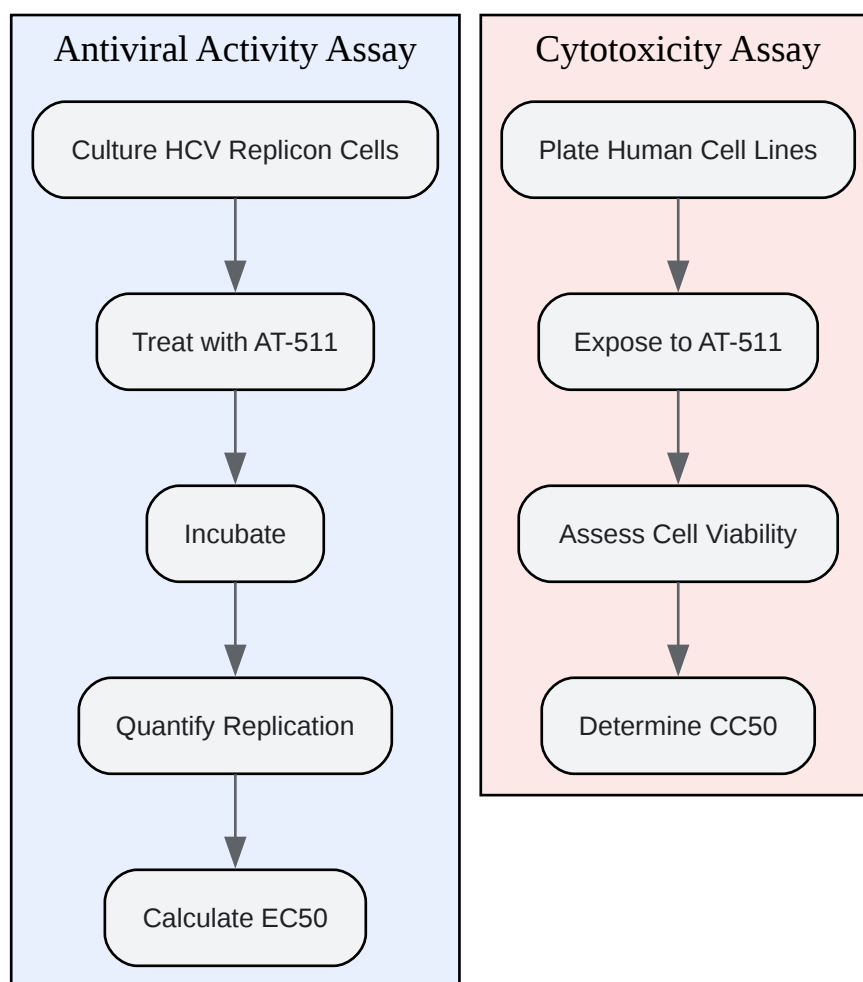 Antiviral Activity Assay
Culture HCV Replicon Cells
Treat with AT-511
Incubate
Quantify Replication
Calculate EC50
Cytotoxicity Assay
Plate Human Cell Lines
Expose to AT-511
Assess Cell Viability
Determine CC50